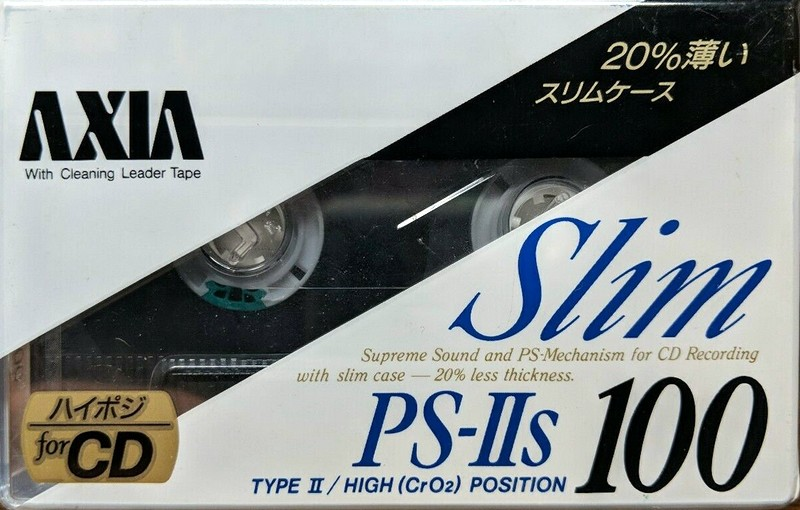 20%薄い
スリムケース
AXIA
With Cleaning Leader Tape
Slim
Supreme Sound and PS-Mechanism for CD Recording
with slim case — 20% less thickness.
ハイポジ
for CD
PS-IIs 100
TYPE II / HIGH (CrO₂) POSITION